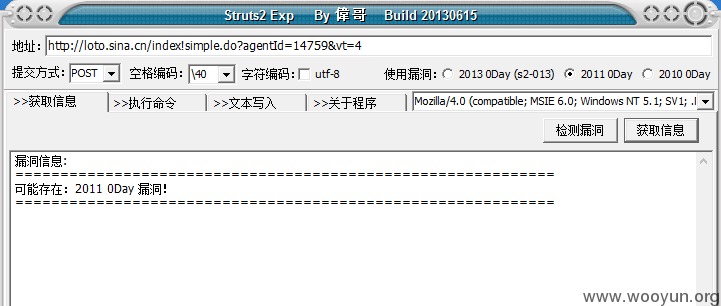 Struts2 Exp By 偉哥 Build 20130615
地址: http://loto.sina.cn/index!simple.do?agentId=14759&vt=4
提交方式: POST 空格编码: \40 字符编码: utf-8 使用漏洞: 2013 0Day (s2-013) 2011 0Day 2010 0Day
>>获取信息 >>执行命令 >>文本写入 >>关于程序 Mozilla/4.0 (compatible; MSIE 6.0; Windows NT 5.1; SV1; .
检测漏洞 获取信息
漏洞信息:
============================================================
可能存在: 2011 0Day 漏洞!
============================================================
www.wooyun.org